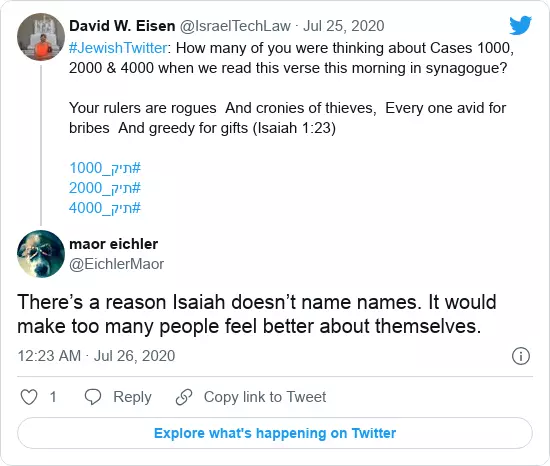 David W. Eisen @IsraelTechLaw · Jul 25, 2020
#JewishTwitter: How many of you were thinking about Cases 1000,
2000 & 4000 when we read this verse this morning in synagogue?
Your rulers are rogues  And cronies of thieves,  Every one avid for
bribes  And greedy for gifts (Isaiah 1:23)
#תיק_1000
#תיק_2000
#תיק_4000
maor eichler
@EichlerMaor
There’s a reason Isaiah doesn’t name names. It would
make too many people feel better about themselves.
12:23 AM · Jul 26, 2020
1 Reply Copy link to Tweet
Explore what's happening on Twitter